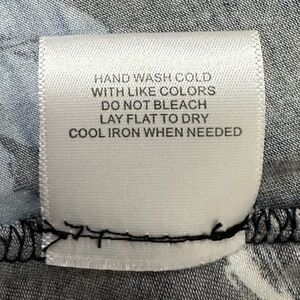 HAND WASH COLD
WITH LIKE COLORS
DO NOT BLEACH
LAY FLAT TO DRY
COOL IRON WHEN NEEDED